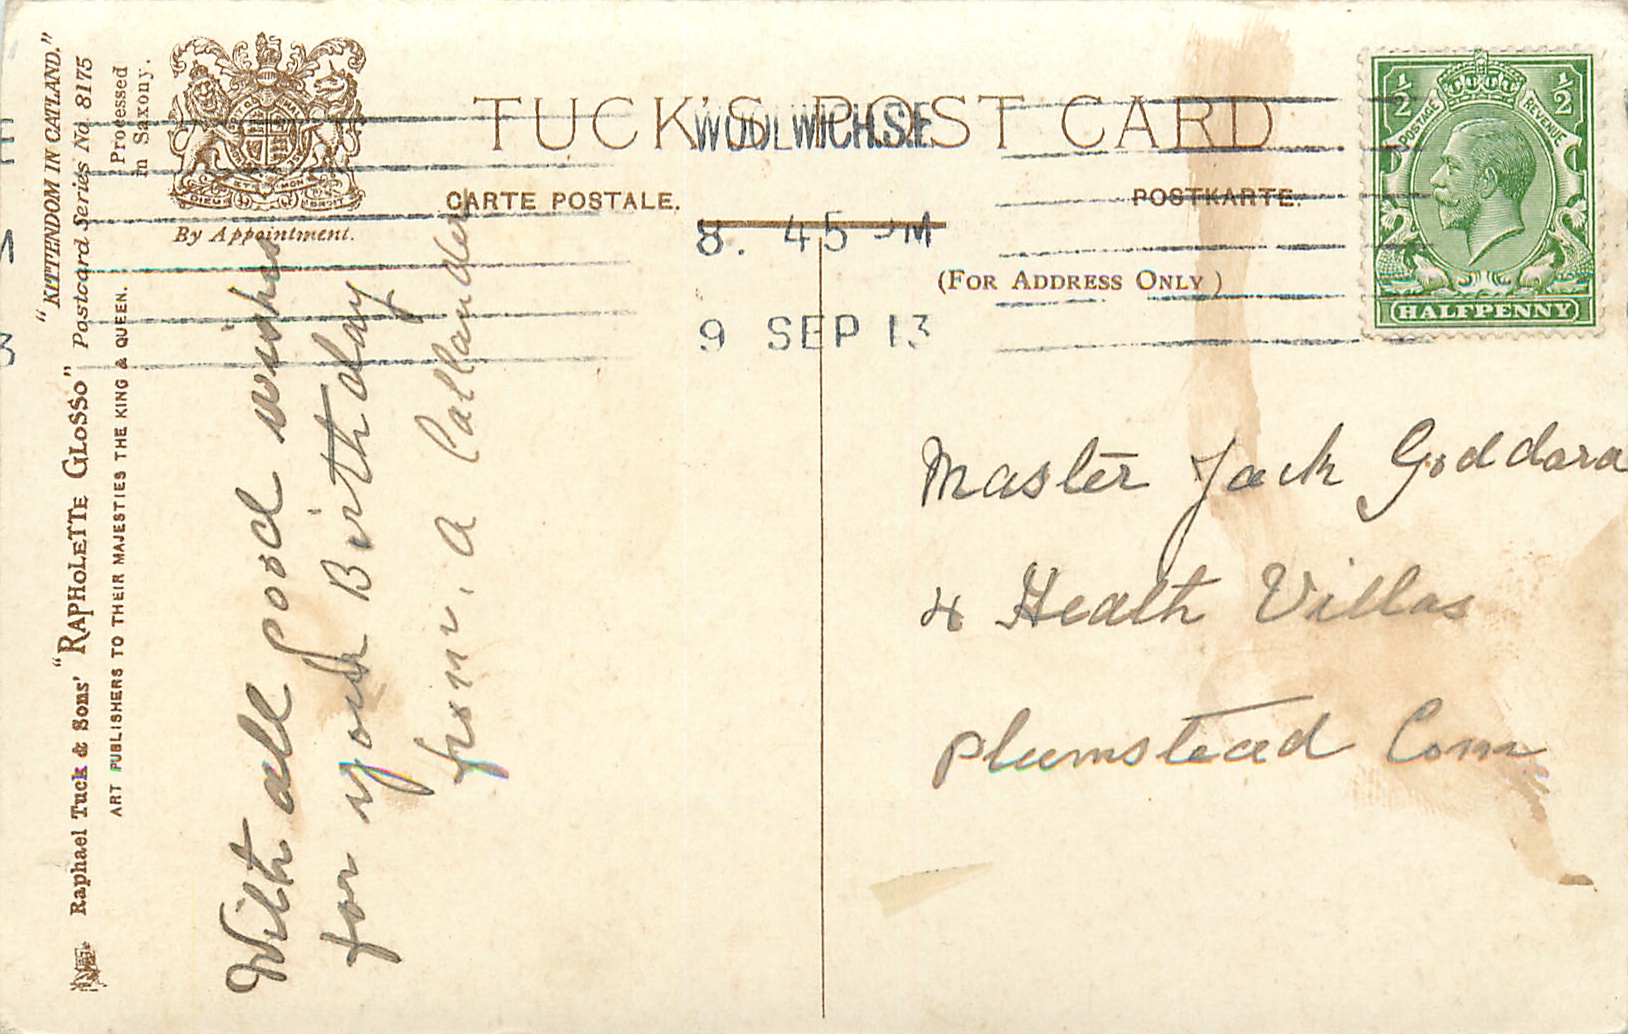 "KITTENDOM IN CATLAND."
Raphael Tuck & Sons' "RAPHOLETTE GLOSSO" Postcard Series No. 8175
ART PUBLISHERS TO THEIR MAJESTIES THE KING & QUEEN.
Processed
in Saxony.
By Appointment.
TUCK'S POST CARD
CARTE POSTALE.
POSTKARTE.
(FOR ADDRESS ONLY)
WOOLWICH.S.E
8. 45 PM
9 SEP 13
½ ½
POSTAGE REVENUE
HALFPENNY
With all good wishes
for your Birthday
from. A Callander
Master Jack Goddard
4 Heath Villas
Plumstead Com